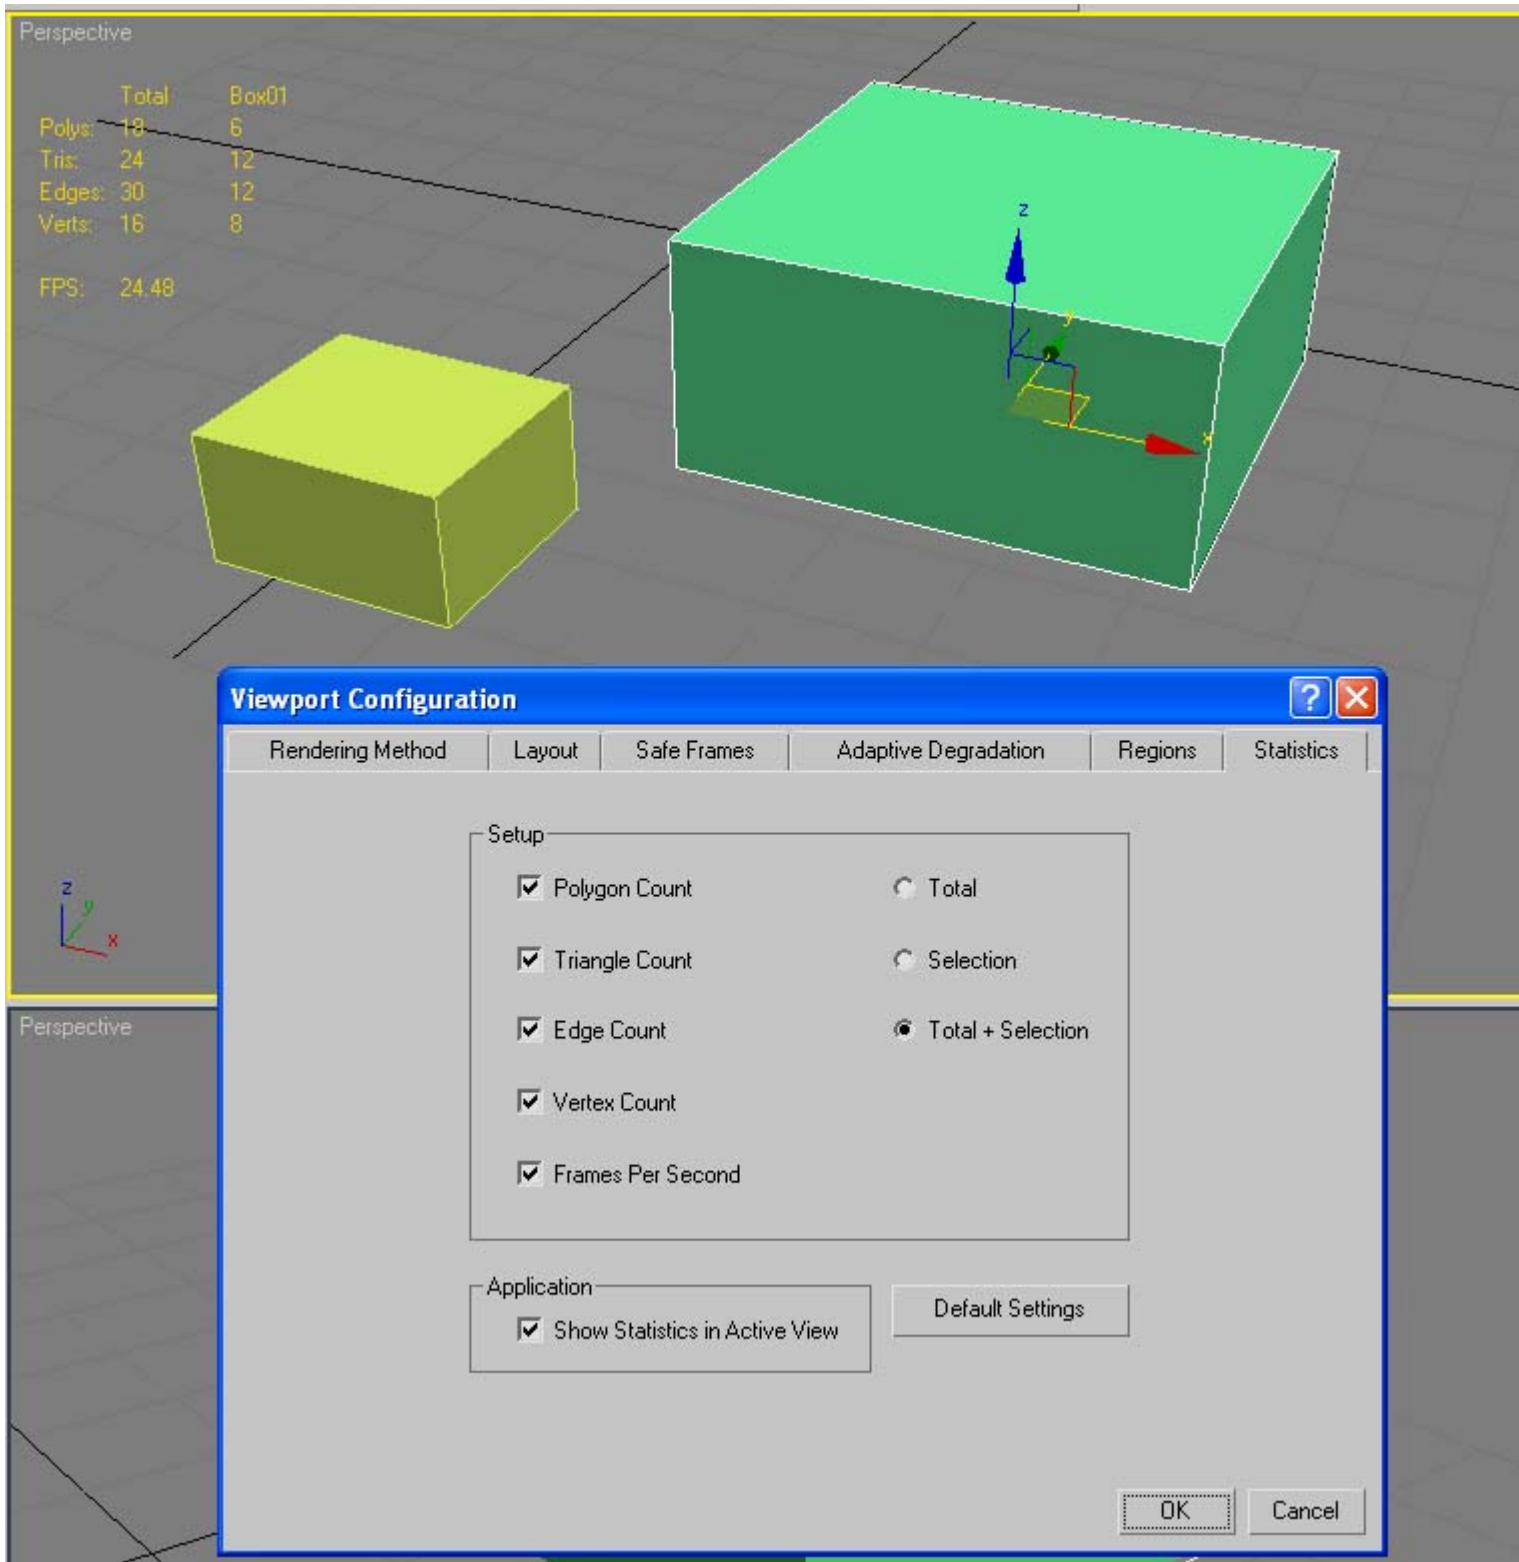 Perspective
Total Box01
Polys: 18 6
Tris: 24 12
Edges: 30 12
Verts: 16 8
FPS: 24.48
z
y
x
z
y
x
Viewport Configuration
?
Rendering Method Layout Safe Frames Adaptive Degradation Regions Statistics
Setup
Polygon Count Total
Triangle Count Selection
Edge Count Total + Selection
Vertex Count
Frames Per Second
Application
Show Statistics in Active View
Default Settings
OK Cancel
Perspective